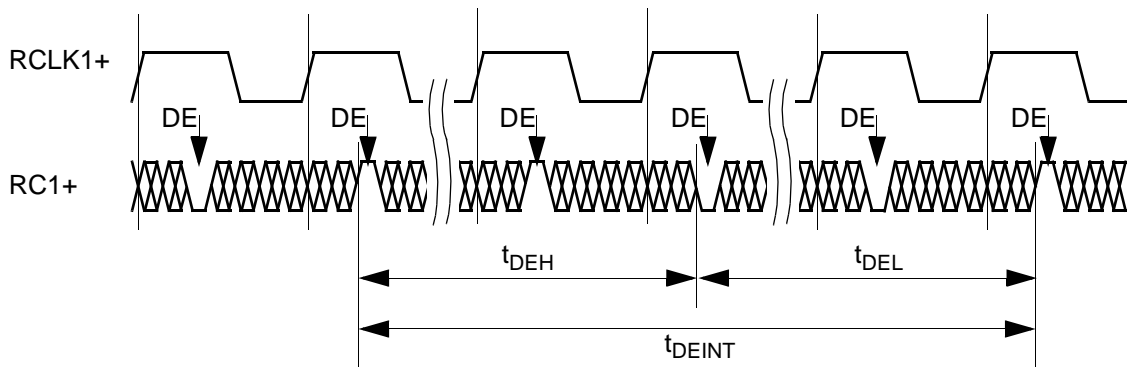 RCLK1+
DE DE DE DE DE DE
RC1+
tDEH tDEL
tDEINT